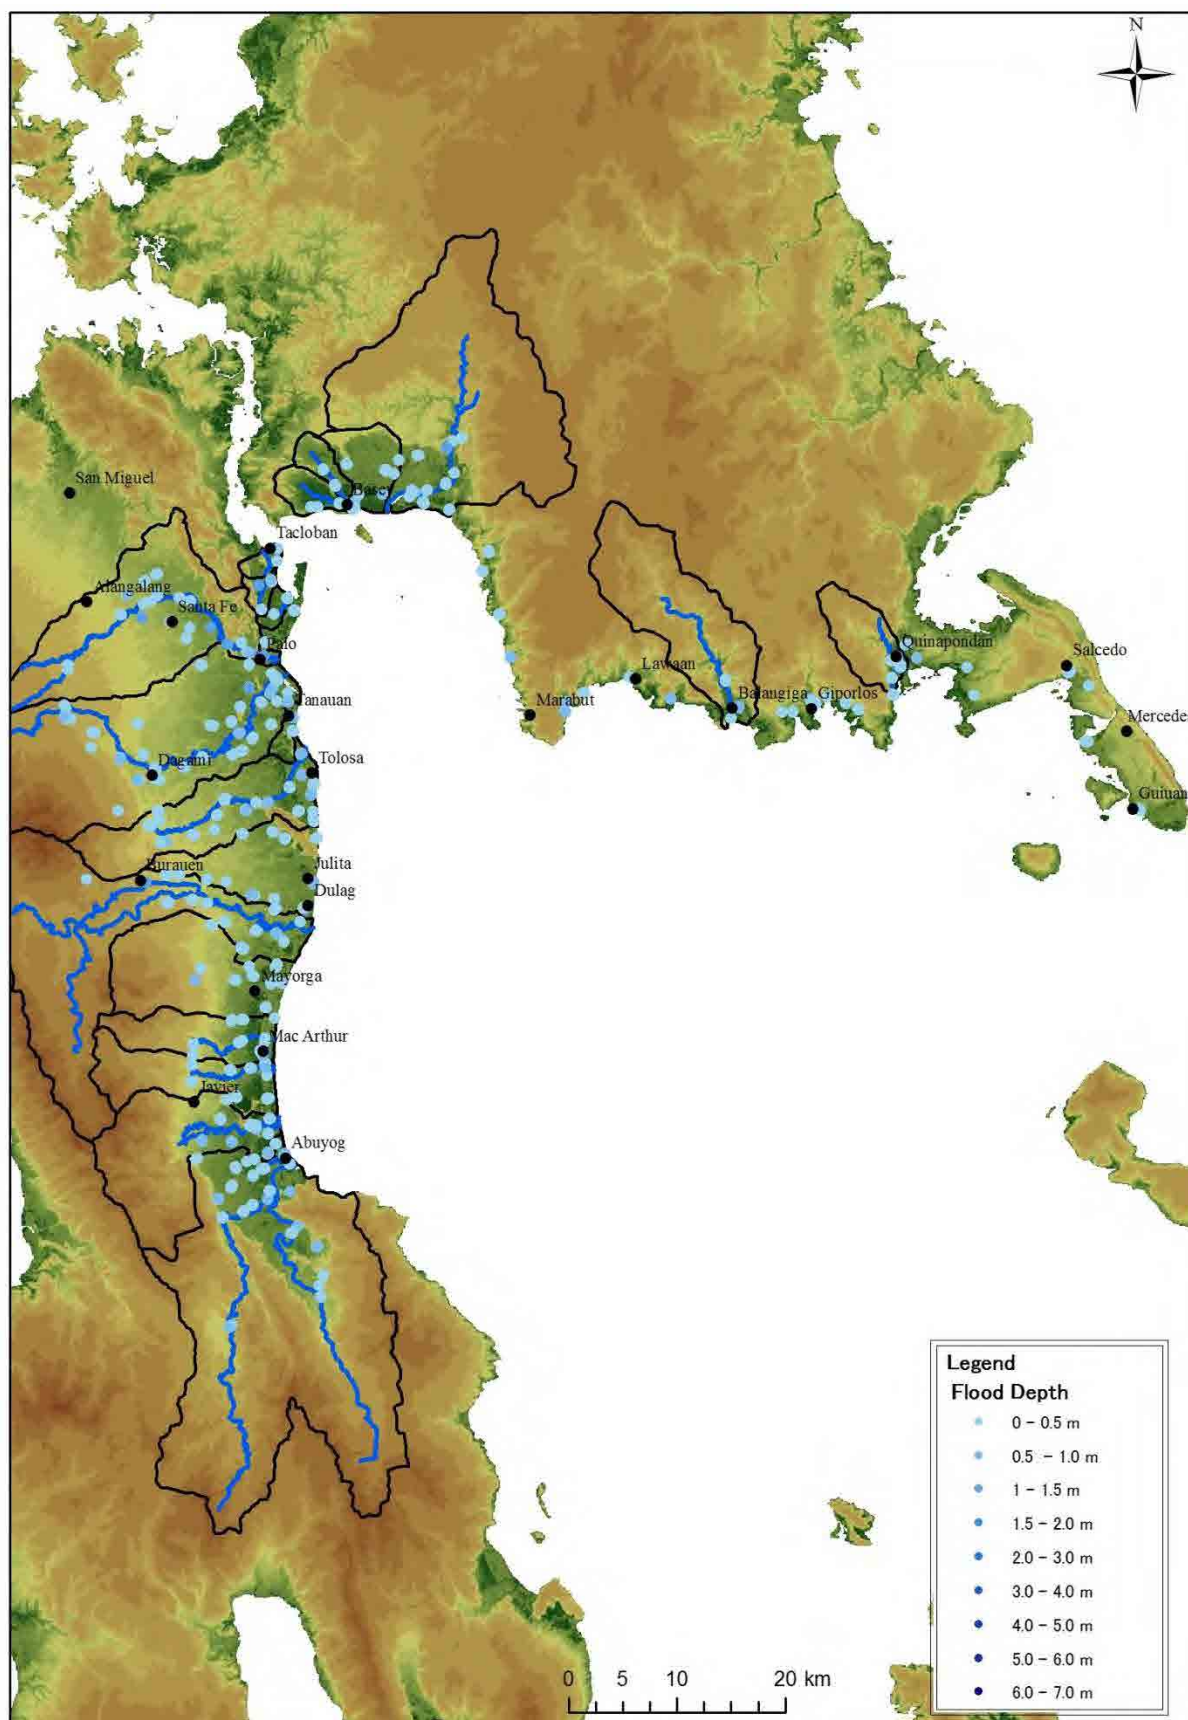 N
San Miguel
Basey
Tacloban
Alangalang
Santa Fe
Palo
Quinapondan
Salcedo
Lawaan
Tanauan
Marabut
Balangiga
Giporlos
Mercede
Dagami
Tolosa
Guiuan
Burauen
Julita
Dulag
Mayorga
Mac Arthur
Javier
Abuyog
Legend
Flood Depth
0 - 0.5 m
0.5 - 1.0 m
1 - 1.5 m
1.5 - 2.0 m
2.0 - 3.0 m
3.0 - 4.0 m
4.0 - 5.0 m
5.0 - 6.0 m
6.0 - 7.0 m
0 5 10 20 km